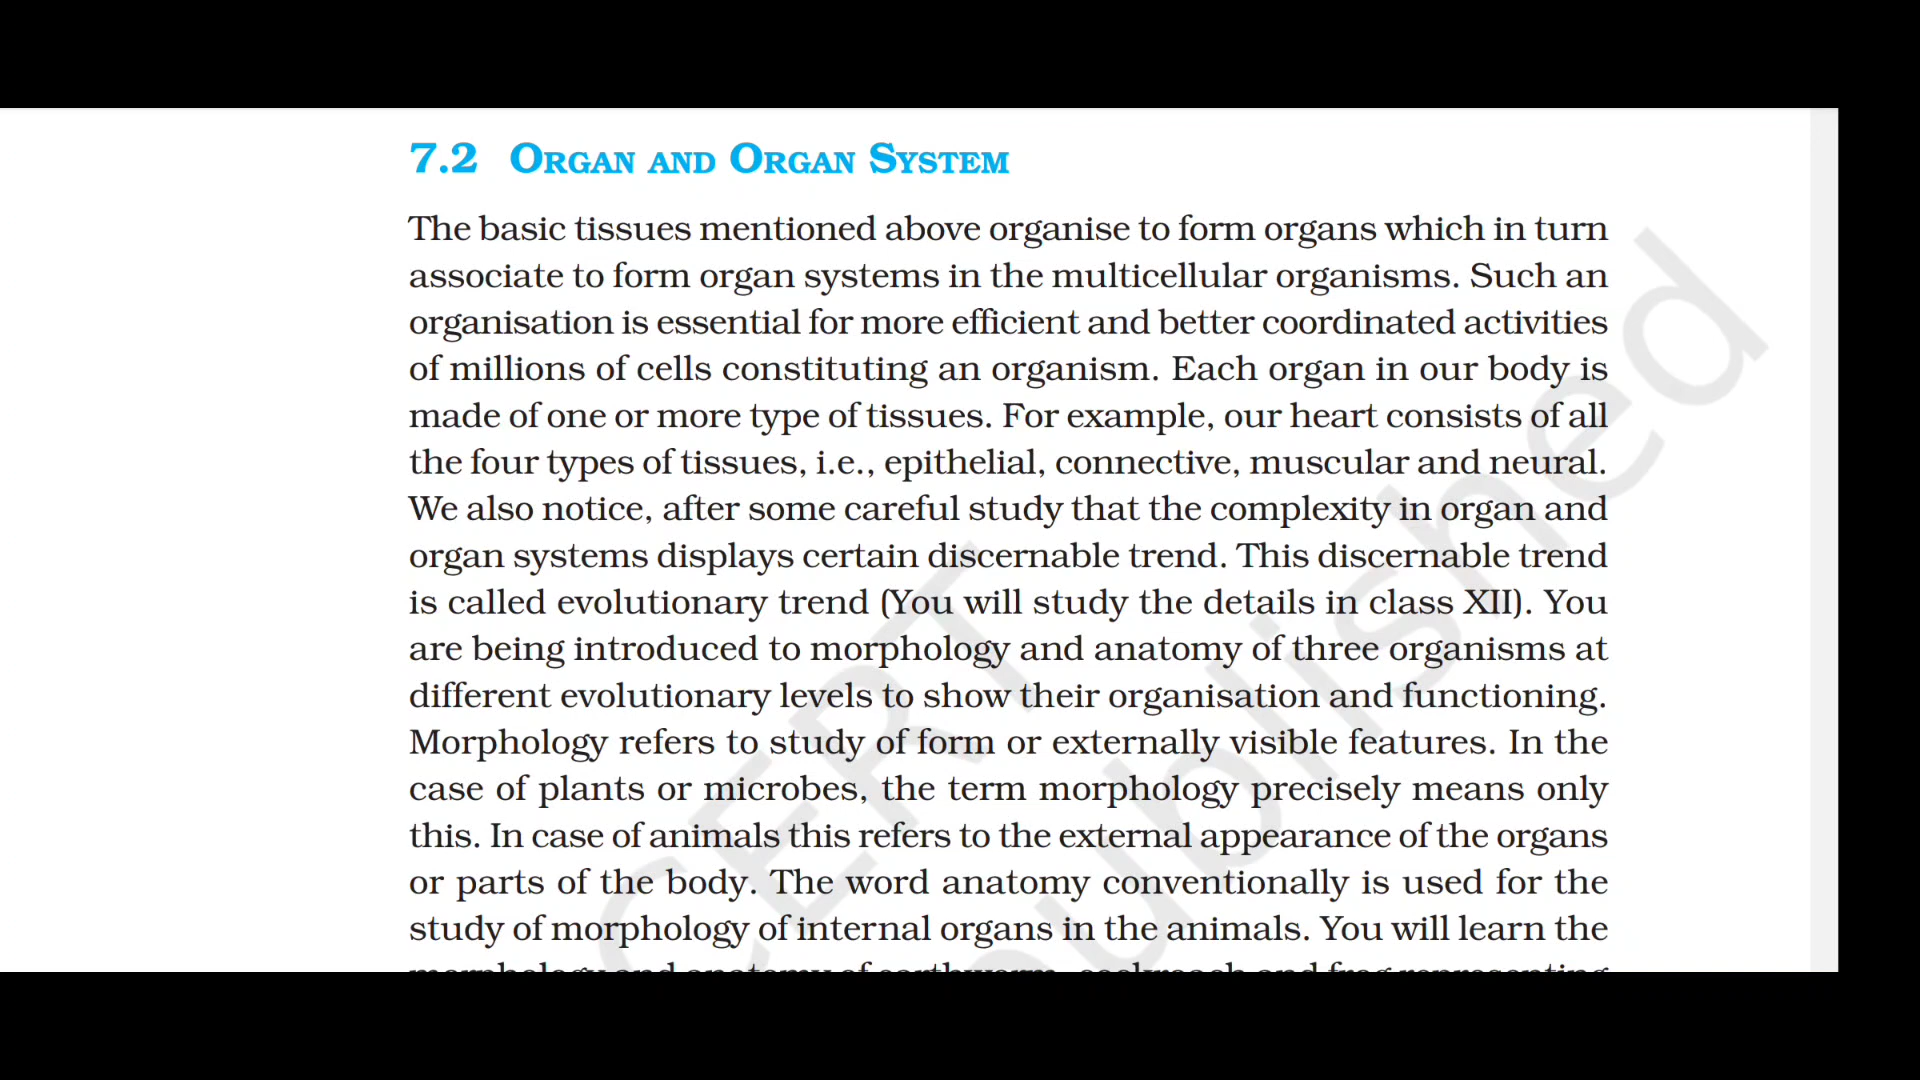 7.2 ORGAN AND ORGAN SYSTEM
The basic tissues mentioned above organise to form organs which in turn
associate to form organ systems in the multicellular organisms. Such an
organisation is essential for more efficient and better coordinated activities
of millions of cells constituting an organism. Each organ in our body is
made of one or more type of tissues. For example, our heart consists of all
the four types of tissues, i.e., epithelial, connective, muscular and neural.
We also notice, after some careful study that the complexity in organ and
organ systems displays certain discernable trend. This discernable trend
is called evolutionary trend (You will study the details in class XII). You
are being introduced to morphology and anatomy of three organisms at
different evolutionary levels to show their organisation and functioning.
Morphology refers to study of form or externally visible features. In the
case of plants or microbes, the term morphology precisely means only
this. In case of animals this refers to the external appearance of the organs
or parts of the body. The word anatomy conventionally is used for the
study of morphology of internal organs in the animals. You will learn the
morphology and anatomy of earthworm, cockroach and frog representing